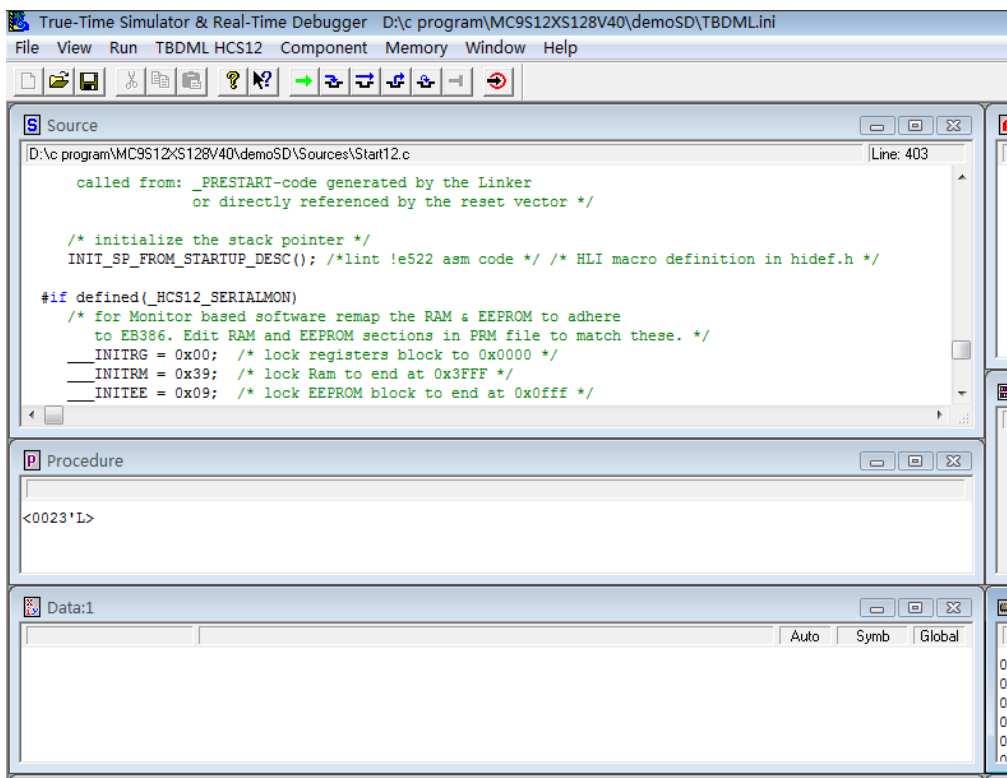 True-Time Simulator & Real-Time Debugger D:\c program\MC9S12XS128V40\demoSD\TBDML.ini
File View Run TBDML HCS12 Component Memory Window Help
S Source
D:\c program\MC9S12XS128V40\demoSD\Sources\Start12.c Line: 403
called from: _PRESTART-code generated by the Linker
or directly referenced by the reset vector */
/* initialize the stack pointer */
INIT_SP_FROM_STARTUP_DESC(); /*lint !e522 asm code */ /* HLI macro definition in hidef.h */
#if defined(_HCS12_SERIALMON)
/* for Monitor based software remap the RAM & EEPROM to adhere
to EB386. Edit RAM and EEPROM sections in PRM file to match these. */
___INITRG = 0x00; /* lock registers block to 0x0000 */
___INITRM = 0x39; /* lock Ram to end at 0x3FFF */
___INITEE = 0x09; /* lock EEPROM block to end at 0x0fff */
P Procedure
<0023'L>
Data:1
Auto Symb Global